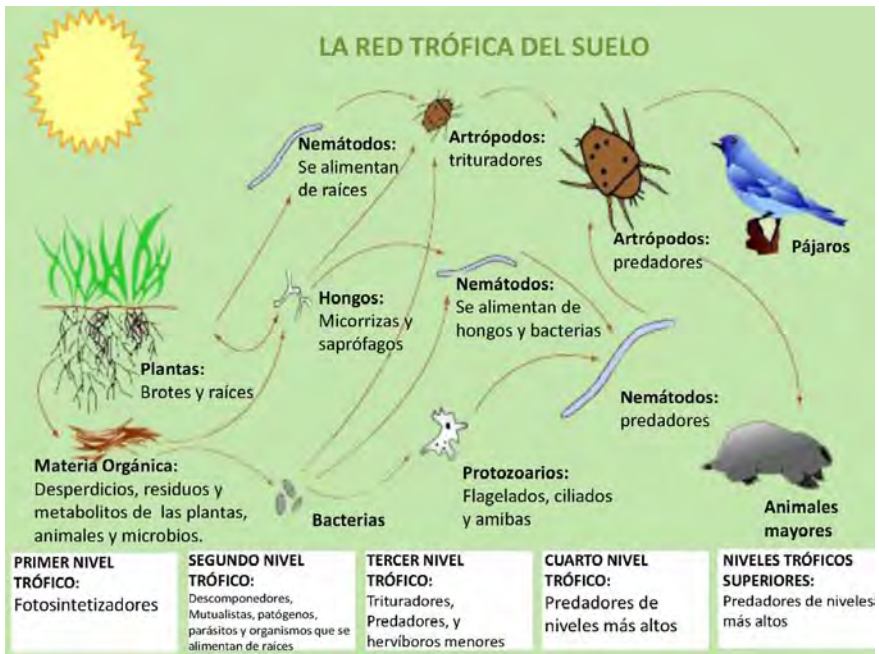 LA RED TRÓFICA DEL SUELO
Nemátodos:
Se alimentan
de raíces
Artrópodos:
trituradores
Artrópodos:
predadores
Pájaros
Hongos:
Micorrizas y
saprófagos
Nemátodos:
Se alimentan de
hongos y bacterias
Plantas:
Brotes y raíces
Nemátodos:
predadores
Materia Orgánica:
Desperdicios, residuos y
metabolitos de las plantas,
animales y microbios.
Bacterias
Protozoarios:
Flagelados, ciliados
y amibas
Animales
mayores
PRIMER NIVEL
TRÓFICO:
Fotosintetizadores
SEGUNDO NIVEL
TRÓFICO:
Descomponedores,
Mutualistas, patógenos,
parásitos y organismos que se
alimentan de raíces
TERCER NIVEL
TRÓFICO:
Trituradores,
Predadores, y
hervíboros menores
CUARTO NIVEL
TRÓFICO:
Predadores de
niveles más altos
NIVELES TRÓFICOS
SUPERIORES:
Predadores de niveles
más altos